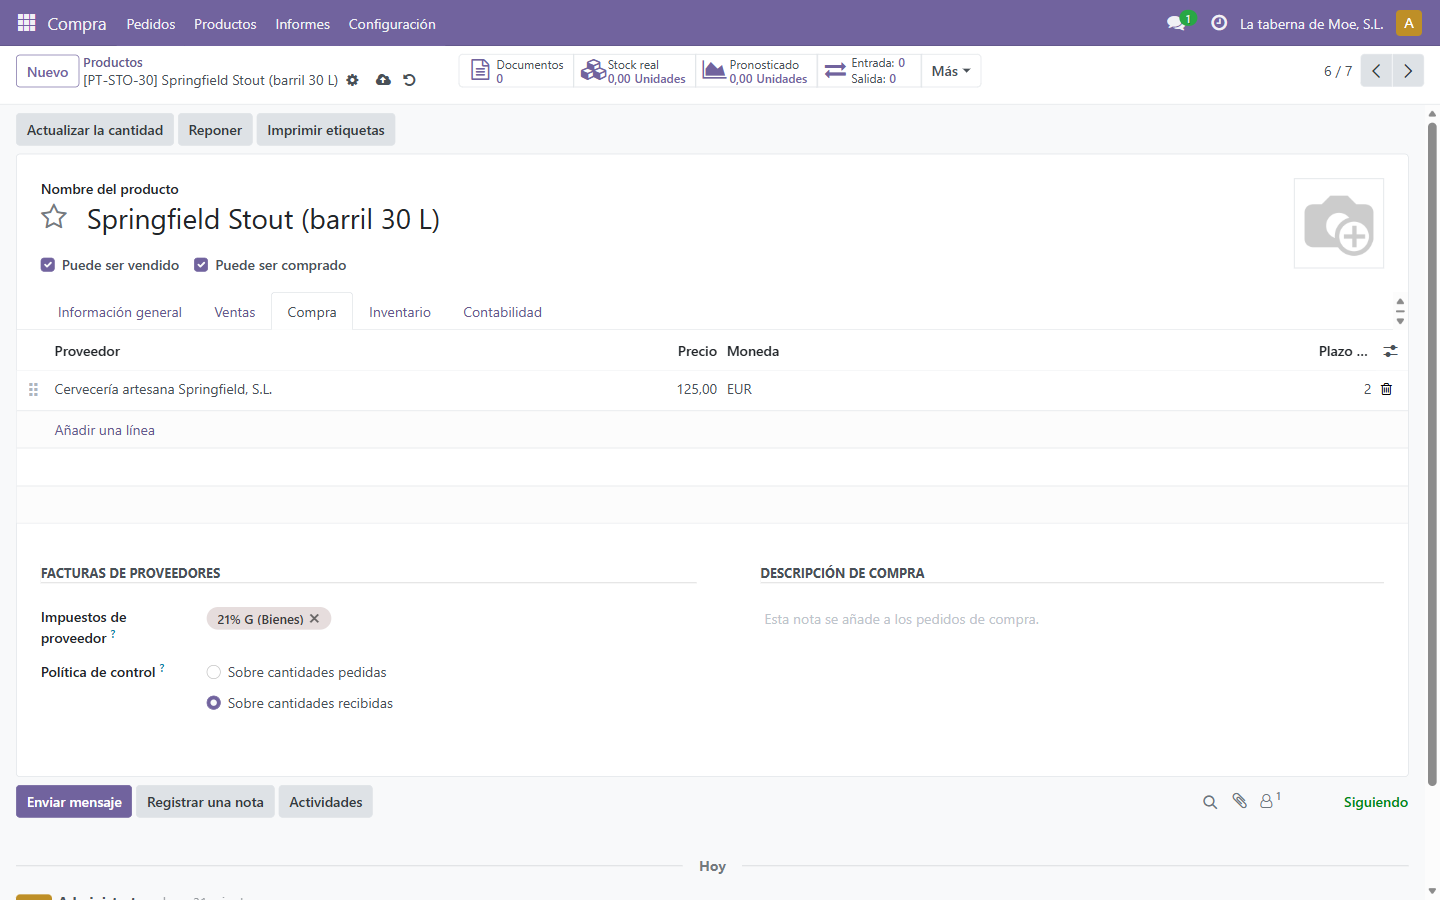 Compra Pedidos Productos Informes Configuración 1 La taberna de Moe, S.L. A
Nuevo
Productos
[PT-STO-30] Springfield Stout (barril 30 L)
Documentos
0
Stock real
0,00 Unidades
Pronosticado
0,00 Unidades
Entrada: 0
Salida: 0
Más
6 / 7
Actualizar la cantidad Reponer Imprimir etiquetas
Nombre del producto
Springfield Stout (barril 30 L)
Puede ser vendido Puede ser comprado
Información general Ventas Compra Inventario Contabilidad
Proveedor Precio Moneda Plazo ...
Cervecería artesana Springfield, S.L. 125,00 EUR 2
Añadir una línea
FACTURAS DE PROVEEDORES
DESCRIPCIÓN DE COMPRA
Impuestos de
proveedor ?
21% G (Bienes)
Esta nota se añade a los pedidos de compra.
Política de control ?
Sobre cantidades pedidas
Sobre cantidades recibidas
Enviar mensaje Registrar una nota Actividades 1 Siguiendo
Hoy